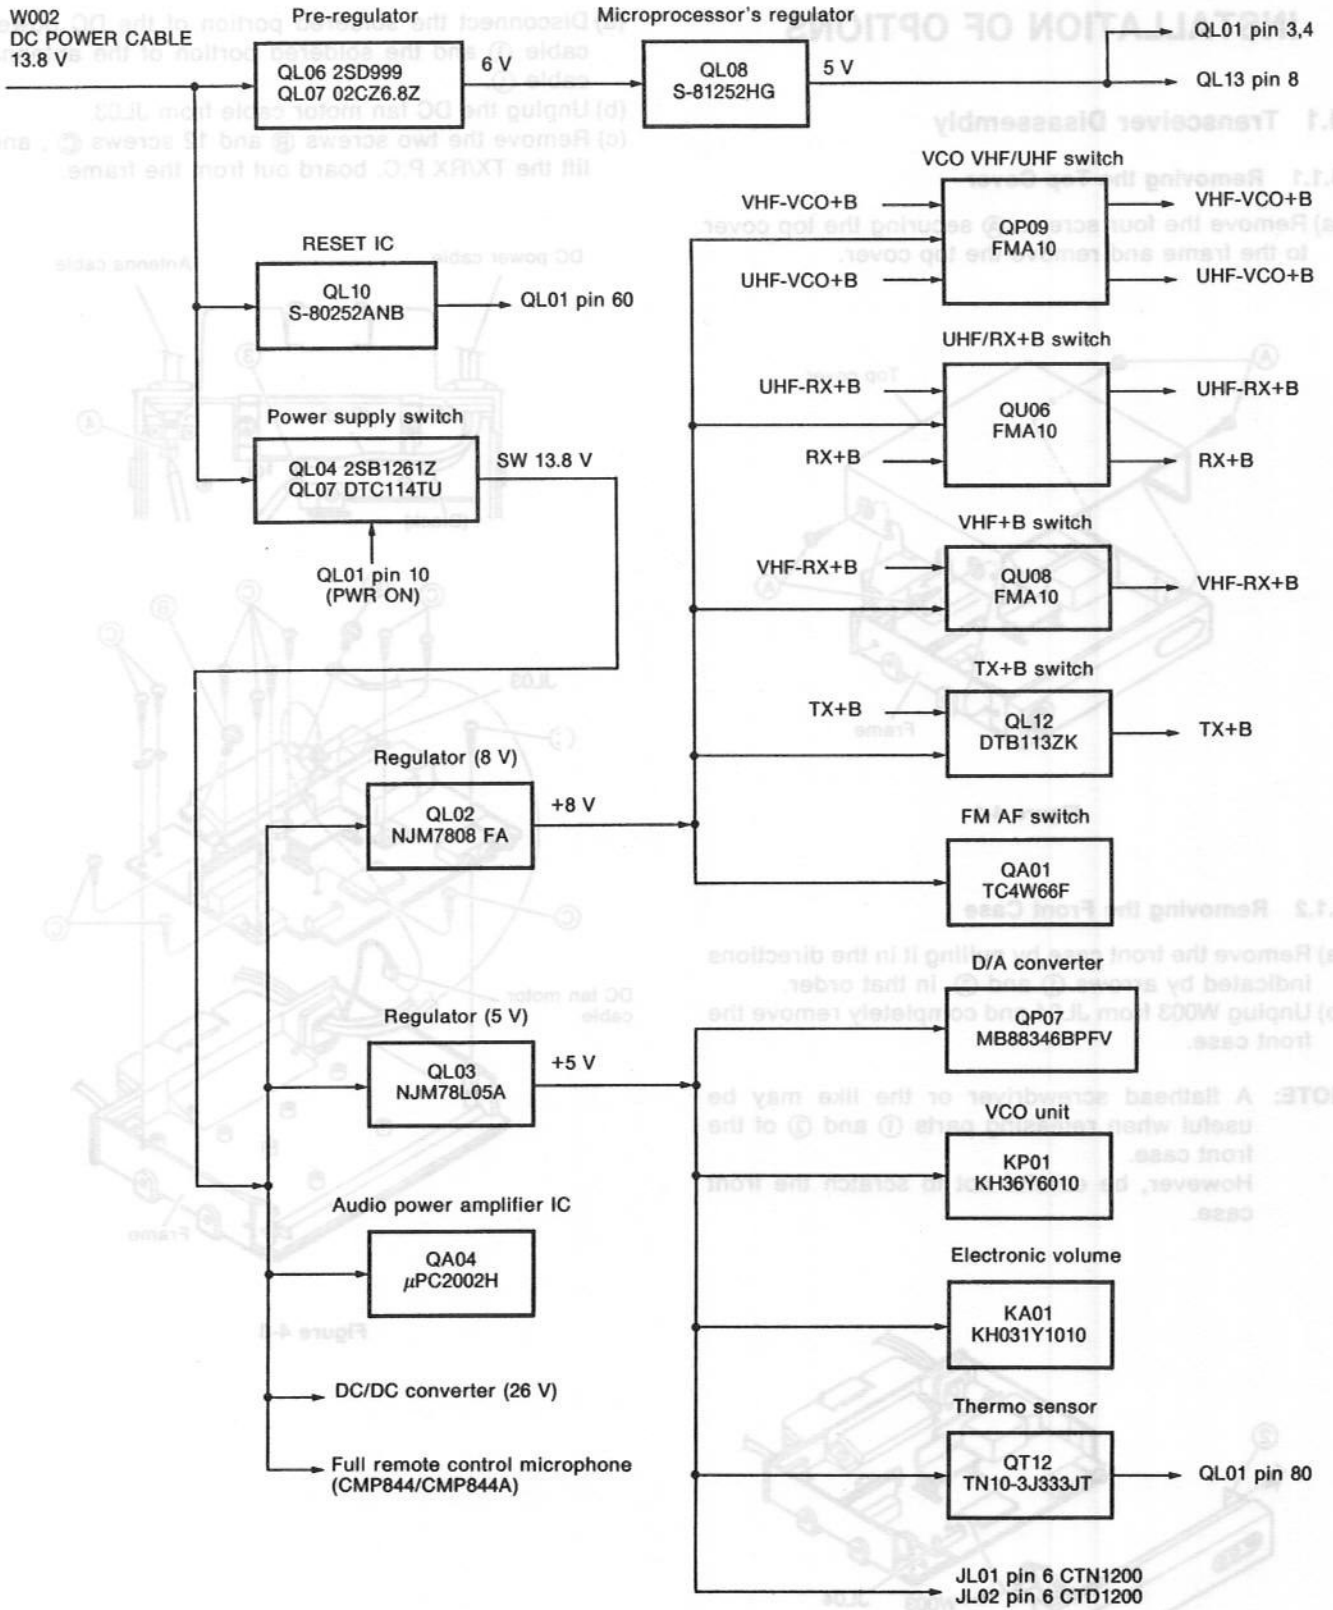 W002
DC POWER CABLE
13.8 V
Pre-regulator
QL06 2SD999
QL07 02CZ6.8Z
6 V
Microprocessor's regulator
QL08
S-81252HG
5 V
QL01 pin 3,4
QL13 pin 8
RESET IC
QL10
S-80252ANB
QL01 pin 60
Power supply switch
QL04 2SB1261Z
QL07 DTC114TU
SW 13.8 V
QL01 pin 10
(PWR ON)
VCO VHF/UHF switch
VHF-VCO+B
QP09
FMA10
VHF-VCO+B
UHF-VCO+B
UHF-VCO+B
UHF/RX+B switch
UHF-RX+B
QU06
FMA10
UHF-RX+B
RX+B
RX+B
VHF+B switch
VHF-RX+B
QU08
FMA10
VHF-RX+B
TX+B switch
TX+B
QL12
DTB113ZK
TX+B
Regulator (8 V)
QL02
NJM7808 FA
+8 V
FM AF switch
QA01
TC4W66F
D/A converter
QP07
MB88346BPFV
Regulator (5 V)
QL03
NJM78L05A
+5 V
VCO unit
KP01
KH36Y6010
Audio power amplifier IC
QA04
μPC2002H
Electronic volume
KA01
KH031Y1010
DC/DC converter (26 V)
Full remote control microphone
(CMP844/CMP844A)
Thermo sensor
QT12
TN10-3J333JT
QL01 pin 80
JL01 pin 6 CTN1200
JL02 pin 6 CTD1200